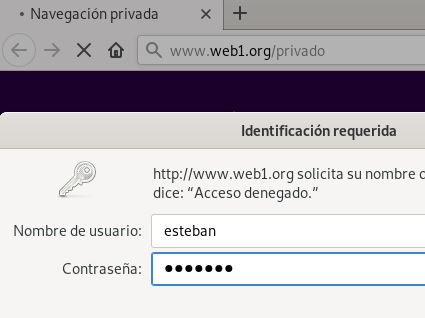 Navegación privada
www.web1.org/privado
Identificación requerida
http://www.web1.org solicita su nombre
dice: “Acceso denegado.”
Nombre de usuario: esteban
Contraseña: ●●●●●●●